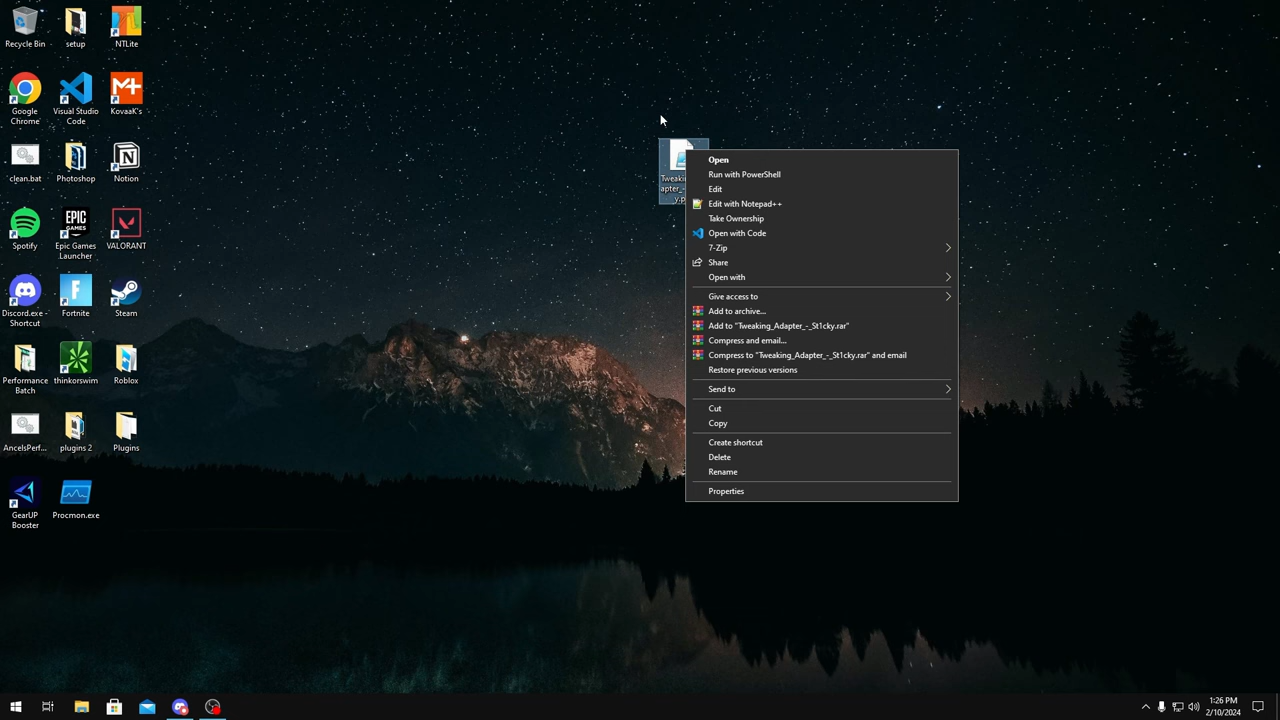 Recycle Bin
setup
NTLite
Google
Chrome
Visual Studio
Code
KovaaK's
clean.bat
Photoshop
Notion
Spotify
Epic Games
Launcher
VALORANT
Discord.exe -
Shortcut
Fortnite
Steam
Performance
Batch
thinkorswim
Roblox
AncelsPerf...
plugins 2
Plugins
GearUP
Booster
Procmon.exe
EPIC
GAMES
Open
Run with PowerShell
Edit
Edit with Notepad++
Take Ownership
Open with Code
7-Zip
Share
Open with
Give access to
Add to archive...
Add to "Tweaking_Adapter_-_St1cky.rar"
Compress and email...
Compress to "Tweaking_Adapter_-_St1cky.rar" and email
Restore previous versions
Send to
Cut
Copy
Create shortcut
Delete
Rename
Properties
1:26 PM
2/10/2024